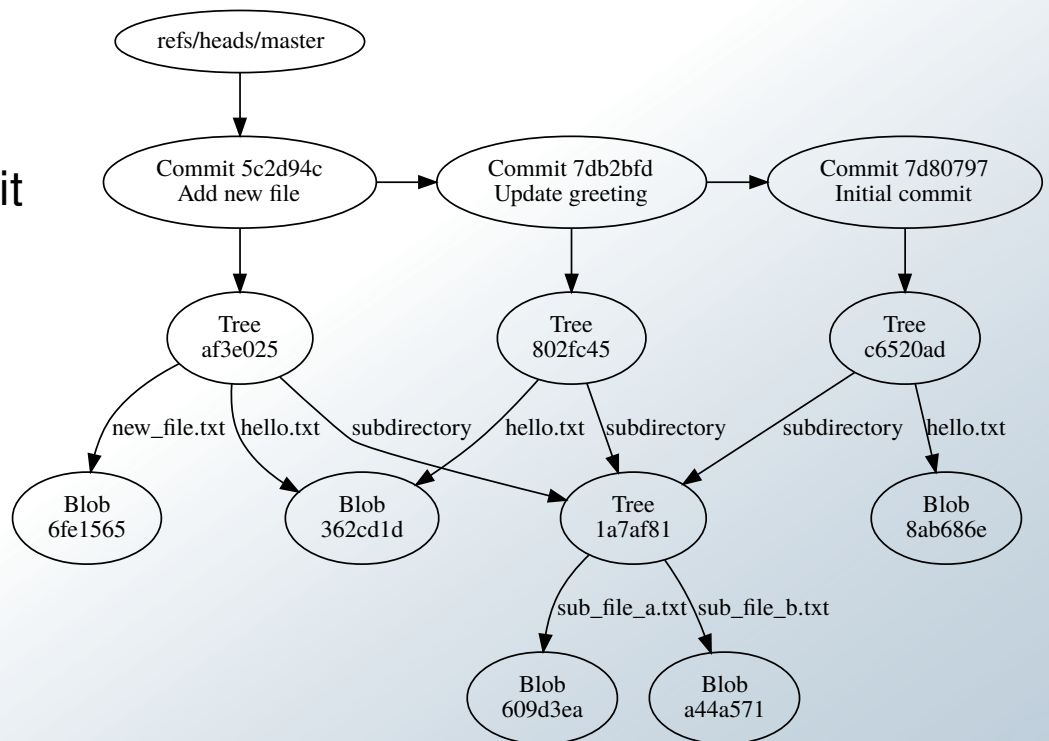 refs/heads/master
it
Commit 5c2d94c
Add new file
Commit 7db2bfd
Update greeting
Commit 7d80797
Initial commit
Tree
af3e025
Tree
802fc45
Tree
c6520ad
new_file.txt
hello.txt
subdirectory
hello.txt
subdirectory
subdirectory
hello.txt
Blob
6fe1565
Blob
362cd1d
Tree
1a7af81
Blob
8ab686e
sub_file_a.txt
sub_file_b.txt
Blob
609d3ea
Blob
a44a571